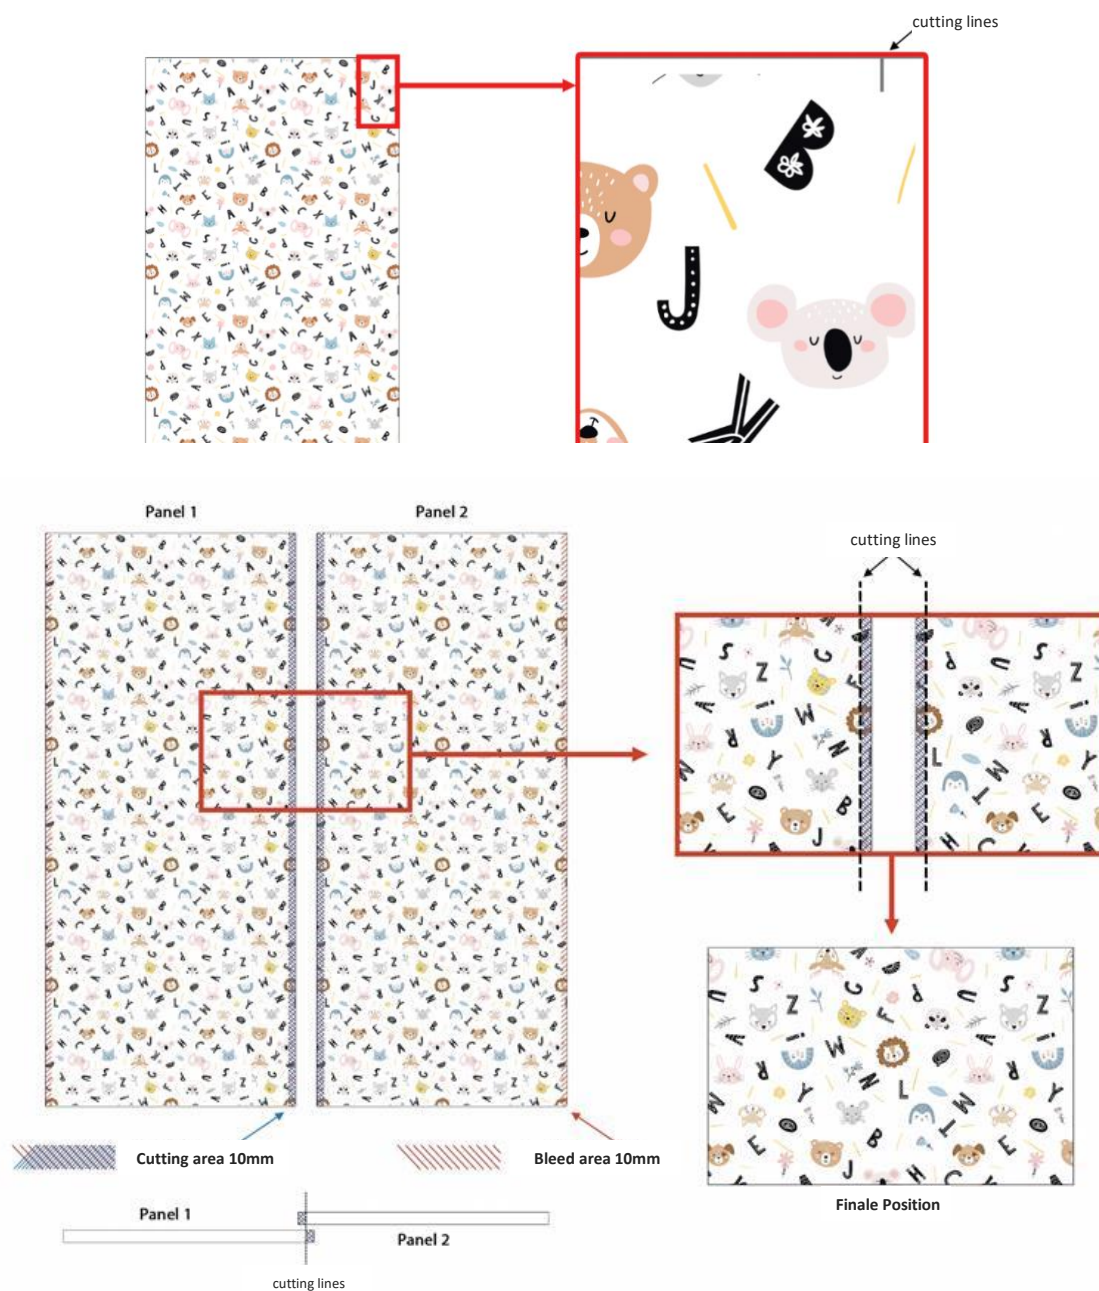 cutting lines
Panel 1
Panel 2
cutting lines
Cutting area 10mm
Bleed area 10mm
Finale Position
Panel 1
Panel 2
cutting lines